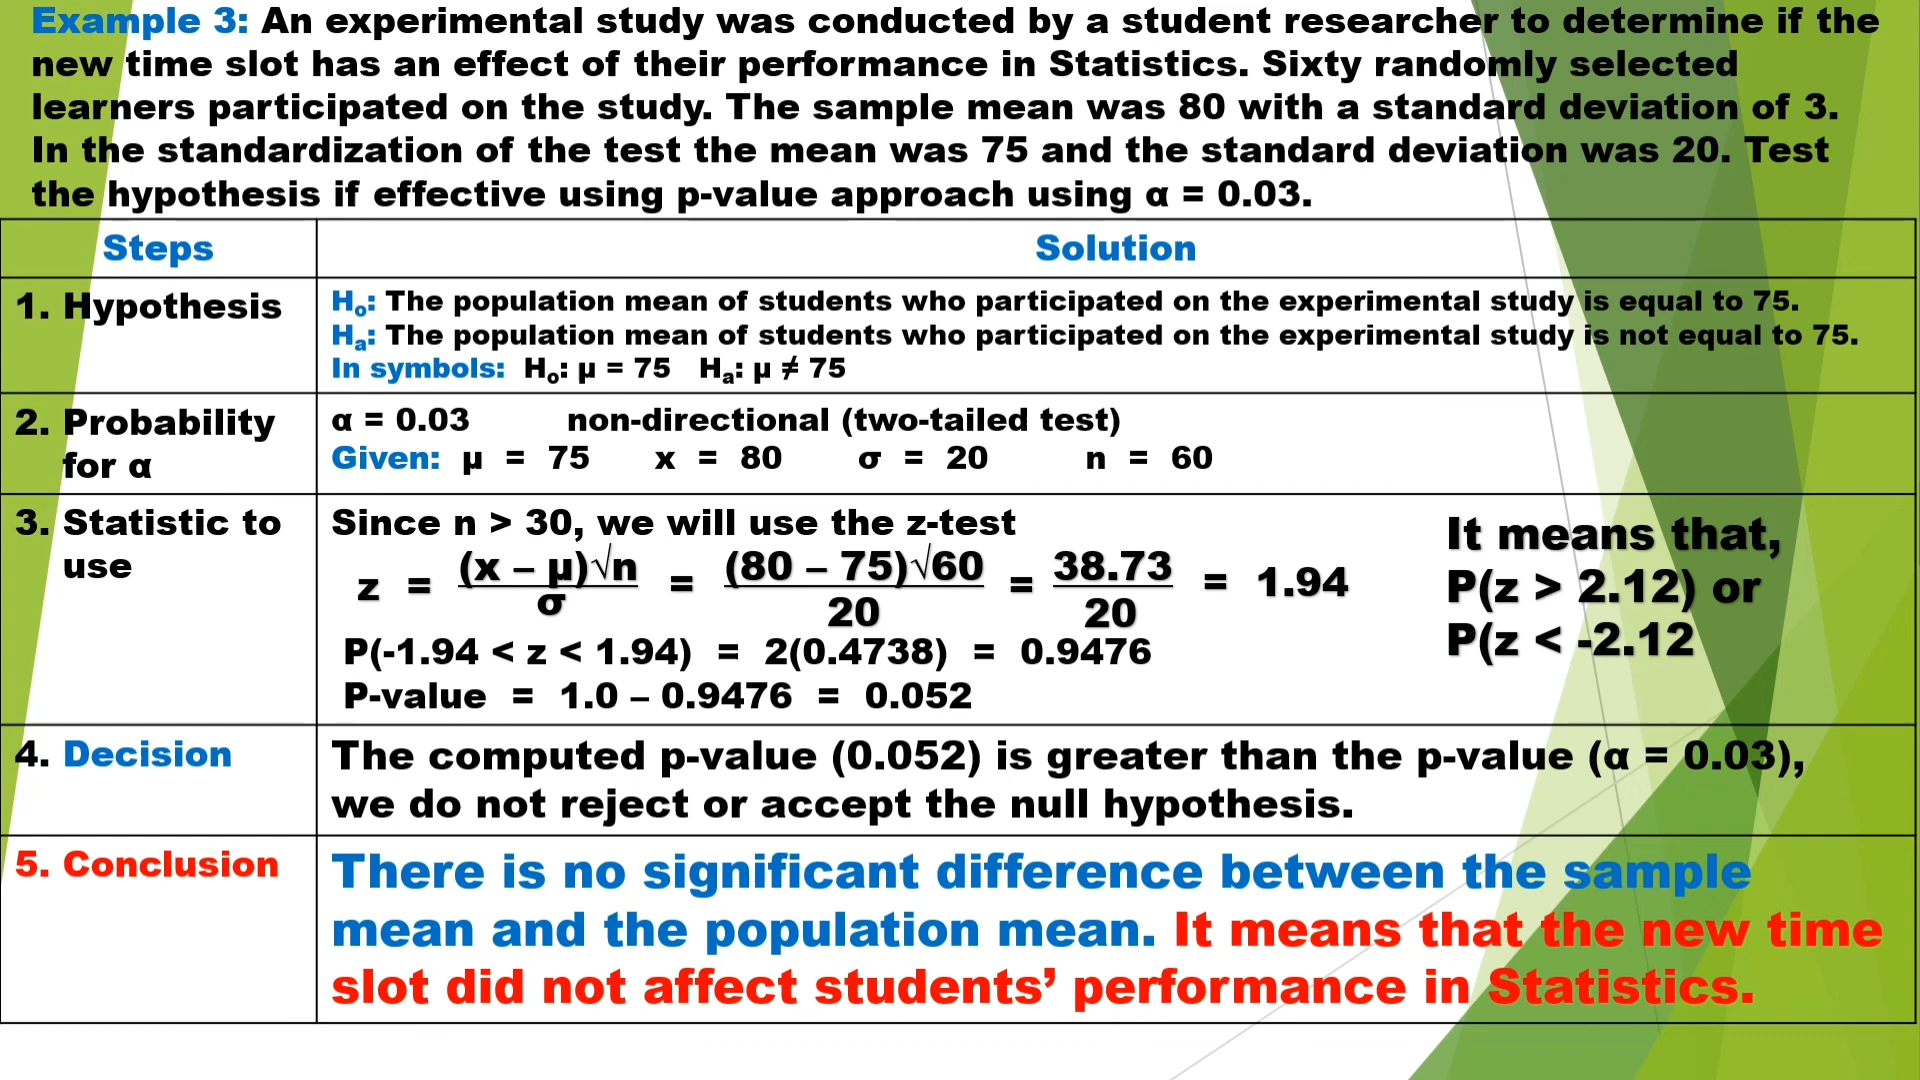 Example 3: An experimental study was conducted by a student researcher to determine if the
new time slot has an effect of their performance in Statistics. Sixty randomly selected
learners participated on the study. The sample mean was 80 with a standard deviation of 3.
In the standardization of the test the mean was 75 and the standard deviation was 20. Test
the hypothesis if effective using p-value approach using α = 0.03.
Steps
Solution
1. Hypothesis
Ho: The population mean of students who participated on the experimental study is equal to 75.
Ha: The population mean of students who participated on the experimental study is not equal to 75.
In symbols: Ho: μ = 75 Ha: μ ≠ 75
2. Probability
for α
α = 0.03 non-directional (two-tailed test)
Given: μ = 75 x = 80 σ = 20 n = 60
3. Statistic to
use
Since n > 30, we will use the z-test
z = (x – μ)√n / σ = (80 – 75)√60 / 20 = 38.73 / 20 = 1.94
P(-1.94 < z < 1.94) = 2(0.4738) = 0.9476
P-value = 1.0 – 0.9476 = 0.052
It means that,
P(z > 2.12) or
P(z < -2.12
4. Decision
The computed p-value (0.052) is greater than the p-value (α = 0.03),
we do not reject or accept the null hypothesis.
5. Conclusion
There is no significant difference between the sample
mean and the population mean. It means that the new time
slot did not affect students’ performance in Statistics.